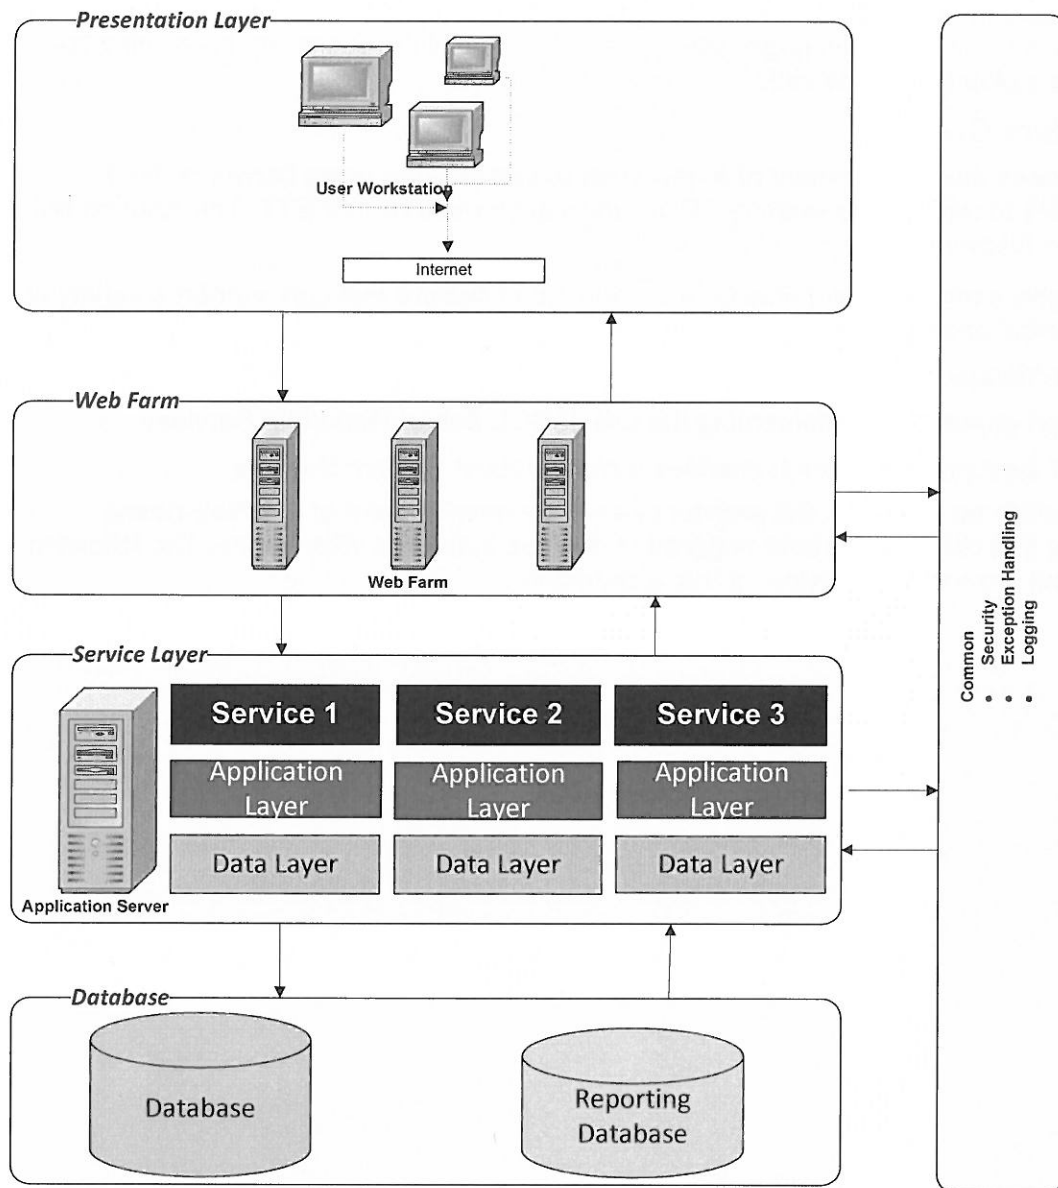 Presentation Layer
User Workstation
Internet
Web Farm
Web Farm
Service Layer
Service 1
Service 2
Service 3
Application
Layer
Application
Layer
Application
Layer
Data Layer
Data Layer
Data Layer
Application Server
Database
Database
Reporting
Database
Common
• Security
• Exception Handling
• Logging